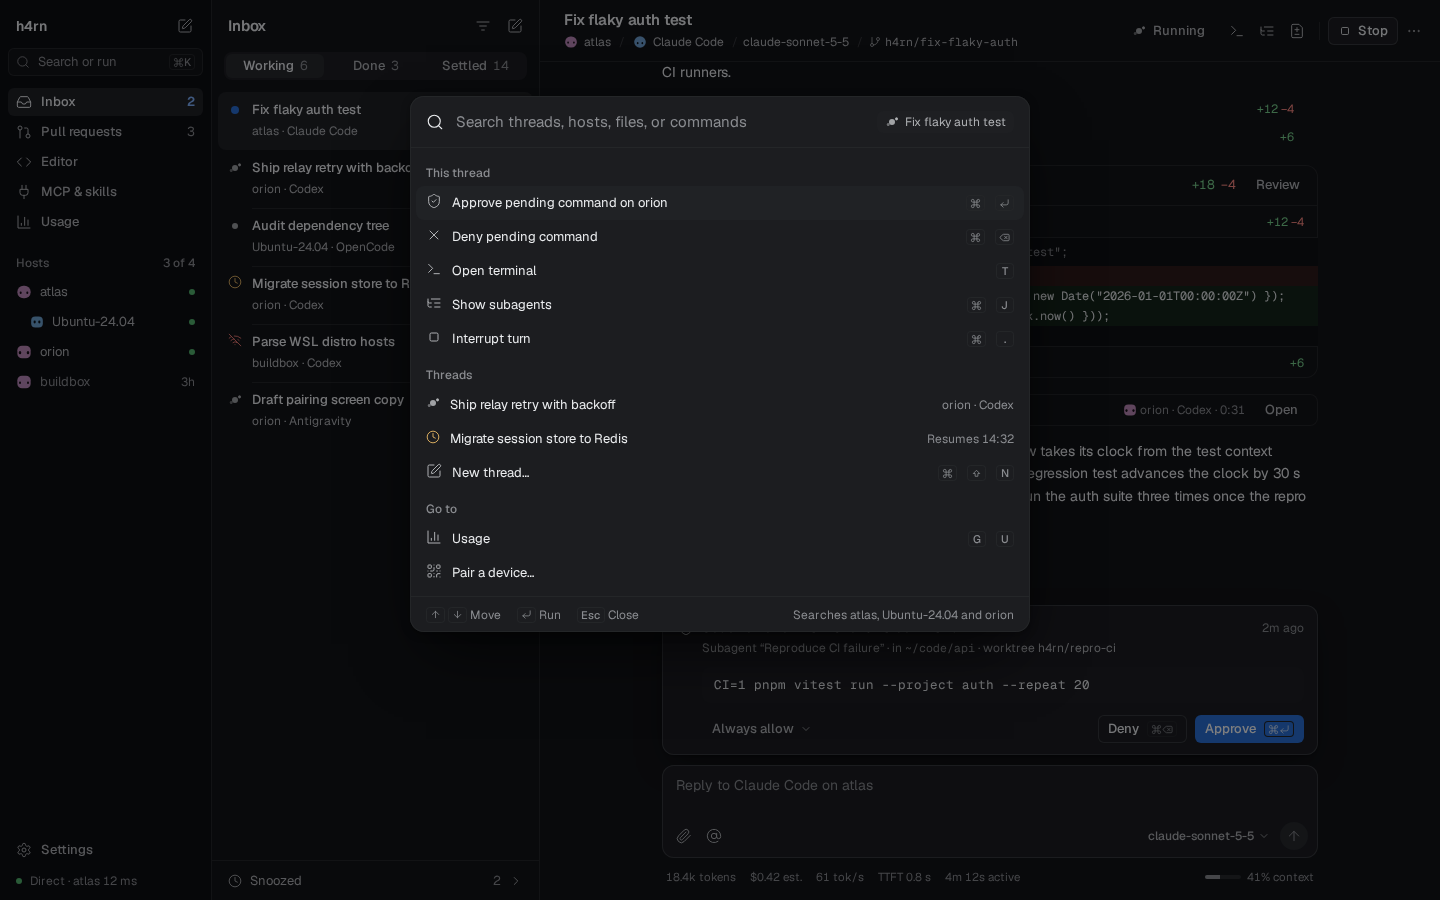 h4rn
Search or run ⌘K
Inbox 2
Pull requests 3
Editor
MCP & skills
Usage
Hosts 3 of 4
atlas
Ubuntu-24.04
orion
buildbox 3h
Settings
Direct · atlas 12 ms
Inbox
Working 6 Done 3 Settled 14
Fix flaky auth test
atlas · Claude Code
Ship relay retry with backo
orion · Codex
Audit dependency tree
Ubuntu-24.04 · OpenCode
Migrate session store to R
orion · Codex
Parse WSL distro hosts
buildbox · Codex
Draft pairing screen copy
orion · Antigravity
Snoozed 2
Fix flaky auth test
atlas / Claude Code / claude-sonnet-5-5 / h4rn/fix-flaky-auth
Running Stop
CI runners.
+12 −4
+6
+18 −4 Review
+12 −4
test";
new Date("2026-01-01T00:00:00Z") });
.now() }));
+6
orion · Codex · 0:31 Open
takes its clock from the test context
egression test advances the clock by 30 s
un the auth suite three times once the repro
Search threads, hosts, files, or commands Fix flaky auth test
This thread
Approve pending command on orion ⌘ ↵
Deny pending command ⌘ ⌫
Open terminal T
Show subagents ⌘ J
Interrupt turn ⌘ .
Threads
Ship relay retry with backoff orion · Codex
Migrate session store to Redis Resumes 14:32
New thread… ⌘ ⇧ N
Go to
Usage G U
Pair a device…
↑ ↓ Move ↵ Run Esc Close Searches atlas, Ubuntu-24.04 and orion
2m ago
Subagent “Reproduce CI failure” · in ~/code/api · worktree h4rn/repro-ci
CI=1 pnpm vitest run --project auth --repeat 20
Always allow Deny ⌘⌫ Approve ⌘↵
Reply to Claude Code on atlas
claude-sonnet-5-5
18.4k tokens $0.42 est. 61 tok/s TTFT 0.8 s 4m 12s active 41% context